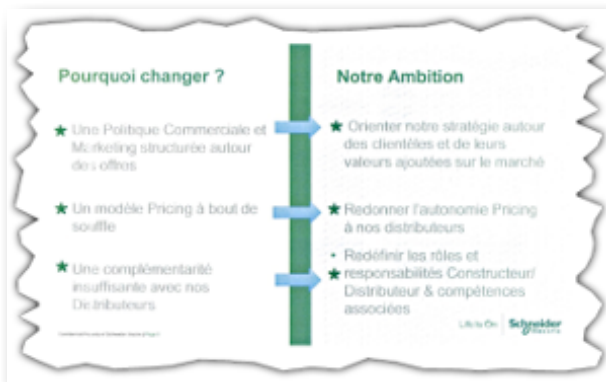 Pourquoi changer ?
Une Politique Commerciale et
Marketing structurée autour
des offres
Un modèle Pricing à bout de
souffle
Une complémentarité
insuffisante avec nos
Distributeurs
Notre Ambition
Orienter notre stratégie autour
des clientèles et de leurs
valeurs ajoutées sur le marché
Redonner l'autonomie Pricing
à nos distributeurs
• Redéfinir les rôles et
responsabilités Constructeur/
Distributeur & compétences
associées
Life Is On
Schneider
Electric